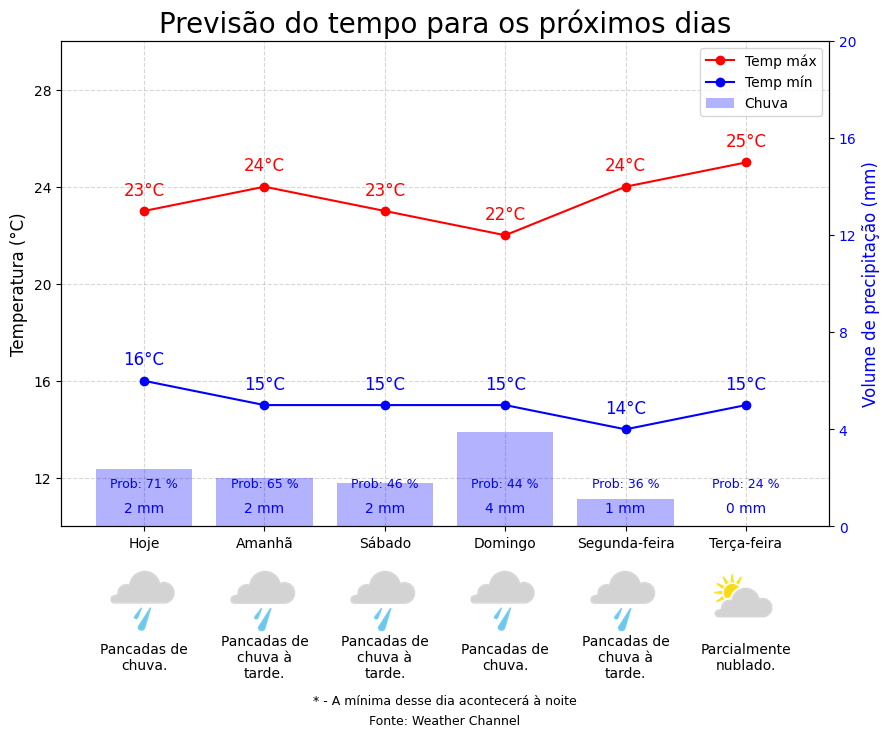 Previsão do tempo para os próximos dias
Temperatura (°C)
28
24
20
16
12
Volume de precipitação (mm)
20
16
12
8
4
0
Temp máx
Temp mín
Chuva
23°C
24°C
23°C
22°C
24°C
25°C
16°C
15°C
15°C
15°C
14°C
15°C
Prob: 71 %
Prob: 65 %
Prob: 46 %
Prob: 44 %
Prob: 36 %
Prob: 24 %
2 mm
2 mm
2 mm
4 mm
1 mm
0 mm
Hoje
Amanhã
Sábado
Domingo
Segunda-feira
Terça-feira
Pancadas de
chuva.
Pancadas de
chuva à
tarde.
Pancadas de
chuva à
tarde.
Pancadas de
chuva.
Pancadas de
chuva à
tarde.
Parcialmente
nublado.
* - A mínima desse dia acontecerá à noite
Fonte: Weather Channel